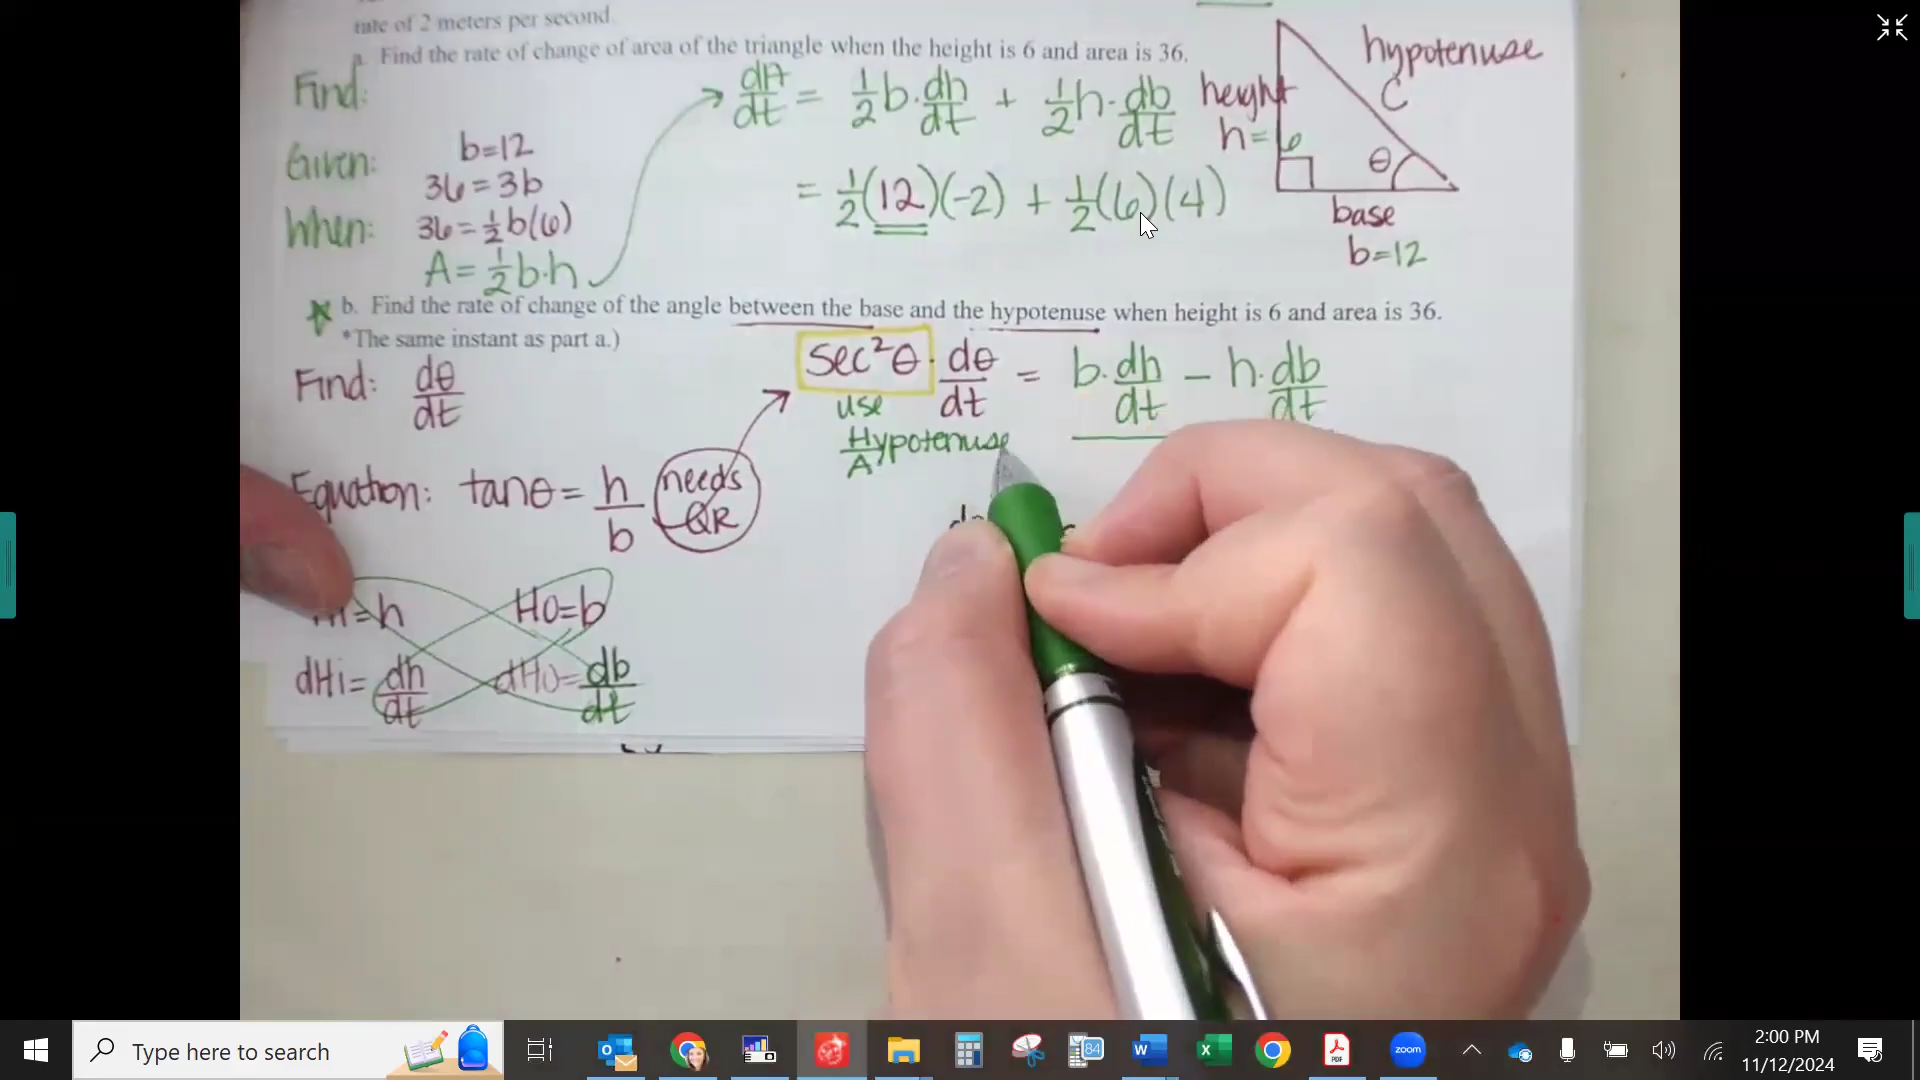 rate of 2 meters per second.
a. Find the rate of change of area of the triangle when the height is 6 and area is 36.
Find:
dA/dt = 1/2 b·dh/dt + 1/2 h·db/dt
height
h=6
hypotenuse
C
θ
base
b=12
Given:
b=12
36=3b
= 1/2(12)(-2) + 1/2(6)(4)
When:
36=1/2b(6)
A=1/2b·h
b. Find the rate of change of the angle between the base and the hypotenuse when height is 6 and area is 36.
*The same instant as part a.)
Find: dθ/dt
sec²θ · dθ/dt = b·dh/dt - h·db/dt
use
Hypotenuse
A
Equation: tanθ = h/b
needs
QR
=h
HO=b
dHi=dh/dt
dHO=db/dt
Type here to search
84
2:00 PM
11/12/2024
zoom